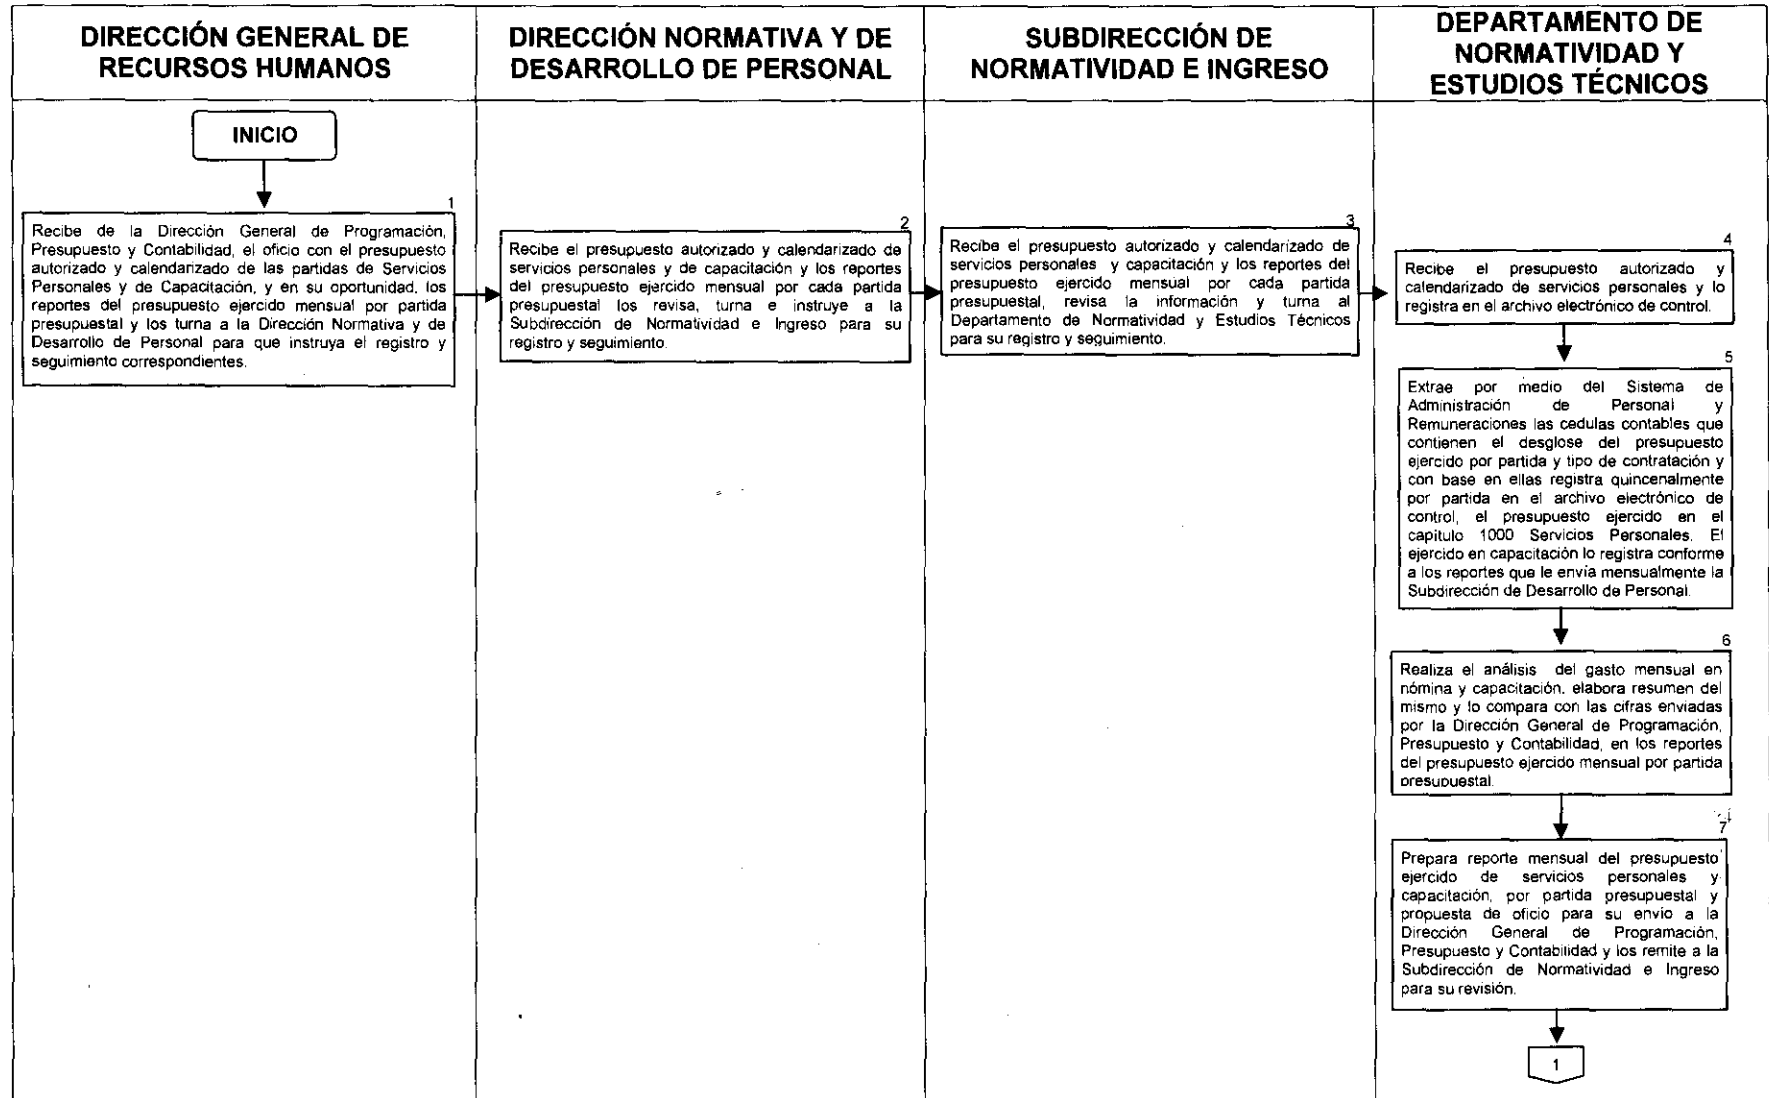 DIRECCIÓN GENERAL DE
RECURSOS HUMANOS
DIRECCIÓN NORMATIVA Y DE
DESARROLLO DE PERSONAL
SUBDIRECCIÓN DE
NORMATIVIDAD E INGRESO
DEPARTAMENTO DE
NORMATIVIDAD Y
ESTUDIOS TÉCNICOS
INICIO
1
Recibe de la Dirección General de Programación,
Presupuesto y Contabilidad, el oficio con el presupuesto
autorizado y calendarizado de las partidas de Servicios
Personales y de Capacitación, y en su oportunidad, los
reportes del presupuesto ejercido mensual por partida
presupuestal y los turna a la Dirección Normativa y de
Desarrollo de Personal para que instruya el registro y
seguimiento correspondientes.
2
Recibe el presupuesto autorizado y calendarizado de
servicios personales y de capacitación y los reportes
del presupuesto ejercido mensual por cada partida
presupuestal los revisa, turna e instruye a la
Subdirección de Normatividad e Ingreso para su
registro y seguimiento.
3
Recibe el presupuesto autorizado y calendarizado de
servicios personales y capacitación y los reportes del
presupuesto ejercido mensual por cada partida
presupuestal, revisa la información y turna al
Departamento de Normatividad y Estudios Técnicos
para su registro y seguimiento.
4
Recibe el presupuesto autorizado y
calendarizado de servicios personales y lo
registra en el archivo electrónico de control.
5
Extrae por medio del Sistema de
Administración de Personal y
Remuneraciones las cedulas contables que
contienen el desglose del presupuesto
ejercido por partida y tipo de contratación y
con base en ellas registra quincenalmente
por partida en el archivo electrónico de
control, el presupuesto ejercido en el
capitulo 1000 Servicios Personales. El
ejercido en capacitación lo registra conforme
a los reportes que le envía mensualmente la
Subdirección de Desarrollo de Personal.
6
Realiza el análisis del gasto mensual en
nómina y capacitación, elabora resumen del
mismo y lo compara con las cifras enviadas
por la Dirección General de Programación,
Presupuesto y Contabilidad, en los reportes
del presupuesto ejercido mensual por partida
presupuestal.
7
Prepara reporte mensual del presupuesto
ejercido de servicios personales y
capacitación, por partida presupuestal y
propuesta de oficio para su envío a la
Dirección General de Programación,
Presupuesto y Contabilidad y los remite a la
Subdirección de Normatividad e Ingreso
para su revisión.
1